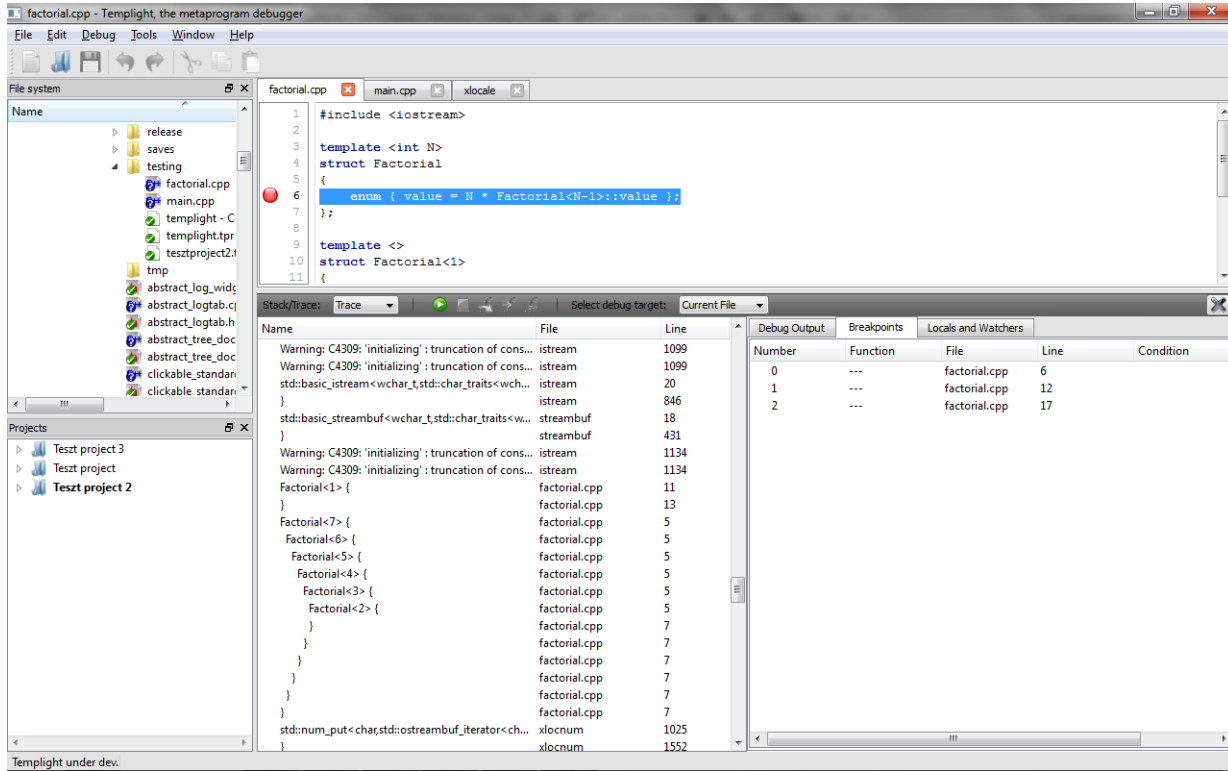 factorial.cpp - Templight, the metaprogram debugger
File Edit Debug Tools Window Help
File system
Name
release
saves
testing
factorial.cpp
main.cpp
templight - C
templight.tpr
tesztproject2.t
tmp
abstract_log_widg
abstract_logtab.cp
abstract_logtab.h
abstract_tree_doc
abstract_tree_doc
clickable_standar
clickable standar
Projects
Teszt project 3
Teszt project
Teszt project 2
factorial.cpp main.cpp xlocale
1 #include <iostream>
2
3 template <int N>
4 struct Factorial
5 {
6 enum { value = N * Factorial<N-1>::value };
7 };
8
9 template <>
10 struct Factorial<1>
11 {
Stack/Trace: Trace Select debug target: Current File
Name File Line
Warning: C4309: 'initializing' : truncation of cons... istream 1099
Warning: C4309: 'initializing' : truncation of cons... istream 1099
std::basic_istream<wchar_t,std::char_traits<wch... istream 20
} istream 846
std::basic_streambuf<wchar_t,std::char_traits<w... streambuf 18
} streambuf 431
Warning: C4309: 'initializing' : truncation of cons... istream 1134
Warning: C4309: 'initializing' : truncation of cons... istream 1134
Factorial<1> { factorial.cpp 11
} factorial.cpp 13
Factorial<7> { factorial.cpp 5
Factorial<6> { factorial.cpp 5
Factorial<5> { factorial.cpp 5
Factorial<4> { factorial.cpp 5
Factorial<3> { factorial.cpp 5
Factorial<2> { factorial.cpp 5
} factorial.cpp 7
} factorial.cpp 7
} factorial.cpp 7
} factorial.cpp 7
} factorial.cpp 7
} factorial.cpp 7
std::num_put<char,std::ostreambuf_iterator<ch... xlocnum 1025
} xlocnum 1552
Debug Output Breakpoints Locals and Watchers
Number Function File Line Condition
0 --- factorial.cpp 6
1 --- factorial.cpp 12
2 --- factorial.cpp 17
Templight under dev.